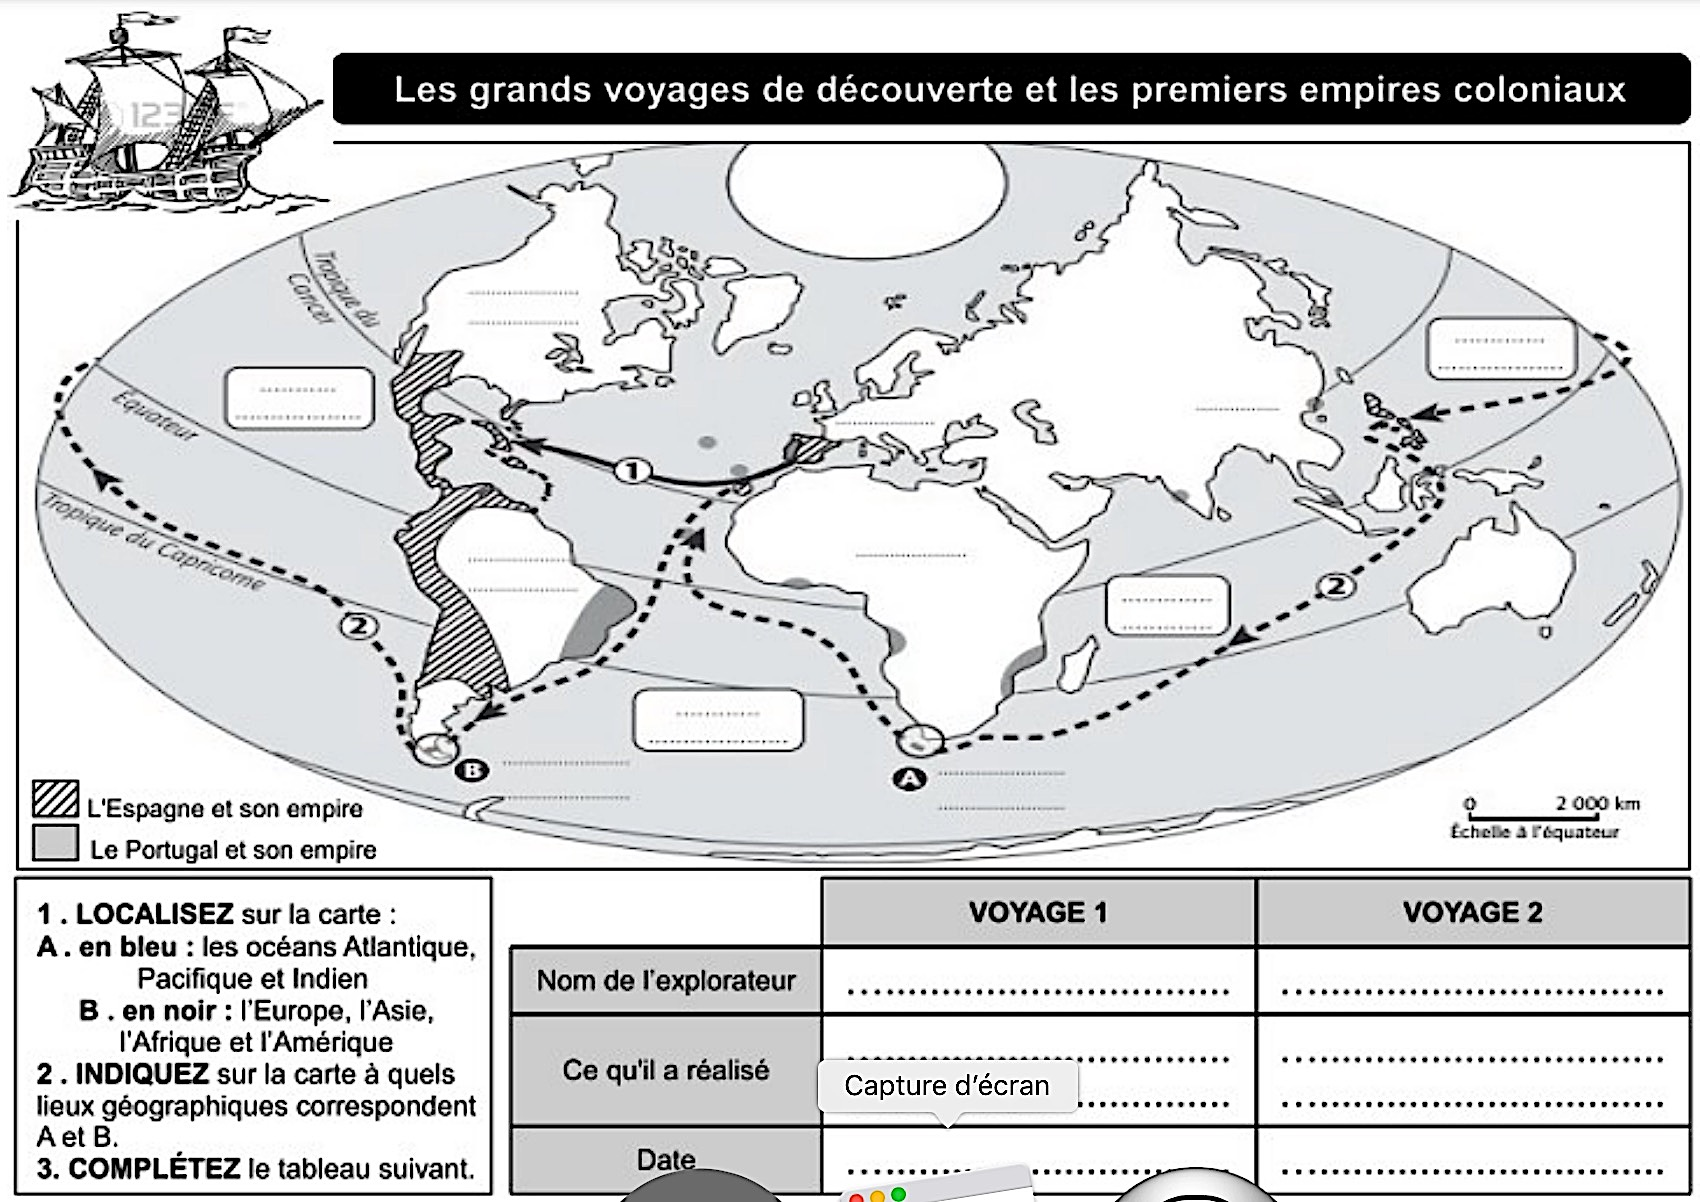 123
Les grands voyages de découverte et les premiers empires coloniaux
Tropique du
Cancer
Équateur
Tropique du Capricorne
1
2
2
B
A
L'Espagne et son empire
Le Portugal et son empire
0 2 000 km
Échelle à l'équateur
1 . LOCALISEZ sur la carte :
A . en bleu : les océans Atlantique,
Pacifique et Indien
B . en noir : l'Europe, l'Asie,
l'Afrique et l'Amérique
2 . INDIQUEZ sur la carte à quels
lieux géographiques correspondent
A et B.
3. COMPLÉTEZ le tableau suivant.
VOYAGE 1 VOYAGE 2
Nom de l'explorateur
Ce qu'il a réalisé
Capture d'écran
Date